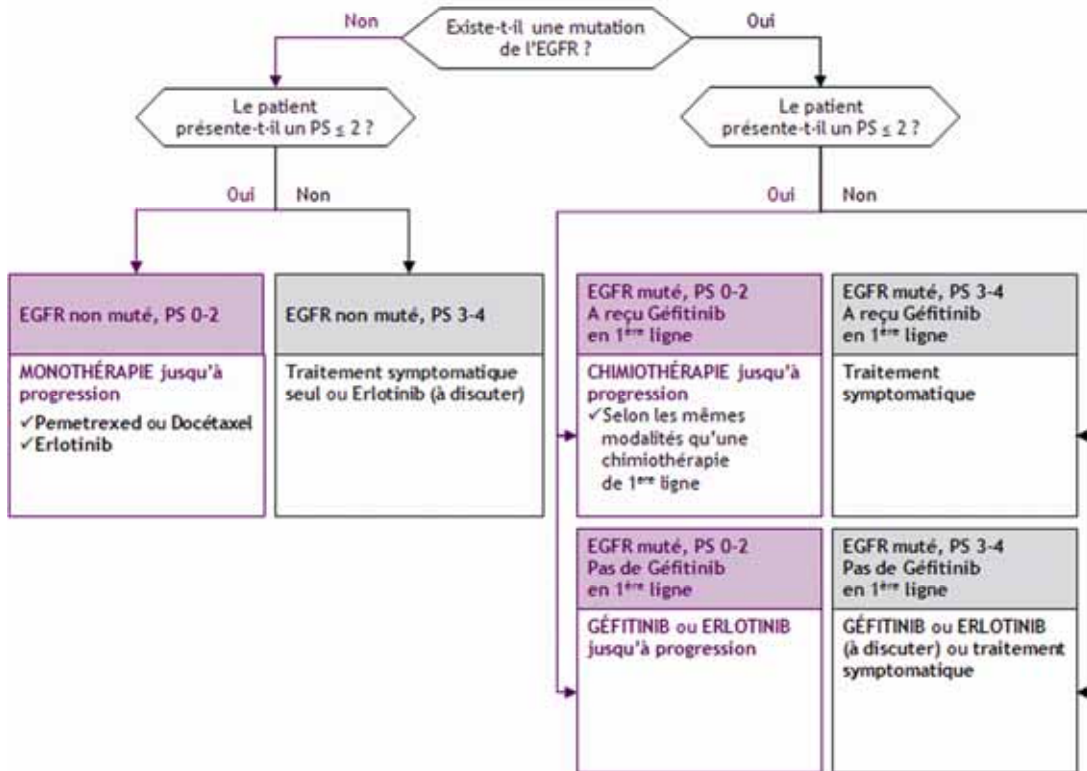 Non
Existe-t-il une mutation
de l'EGFR ?
Oui
Le patient
présente-t-il un PS ≤ 2 ?
Le patient
présente-t-il un PS ≤ 2 ?
Oui
Non
Oui
Non
EGFR non muté, PS 0-2
MONOTHÉRAPIE jusqu'à
progression
✓Pemetrexed ou Docétaxel
✓Erlotinib
EGFR non muté, PS 3-4
Traitement symptomatique
seul ou Erlotinib (à discuter)
EGFR muté, PS 0-2
A reçu Géfitinib
en 1ère ligne
CHIMIOTHÉRAPIE jusqu'à
progression
✓Selon les mêmes
modalités qu'une
chimiothérapie
de 1ère ligne
EGFR muté, PS 3-4
A reçu Géfitinib
en 1ère ligne
Traitement
symptomatique
EGFR muté, PS 0-2
Pas de Géfitinib
en 1ère ligne
GÉFITINIB ou ERLOTINIB
jusqu'à progression
EGFR muté, PS 3-4
Pas de Géfitinib
en 1ère ligne
GÉFITINIB ou ERLOTINIB
(à discuter) ou traitement
symptomatique